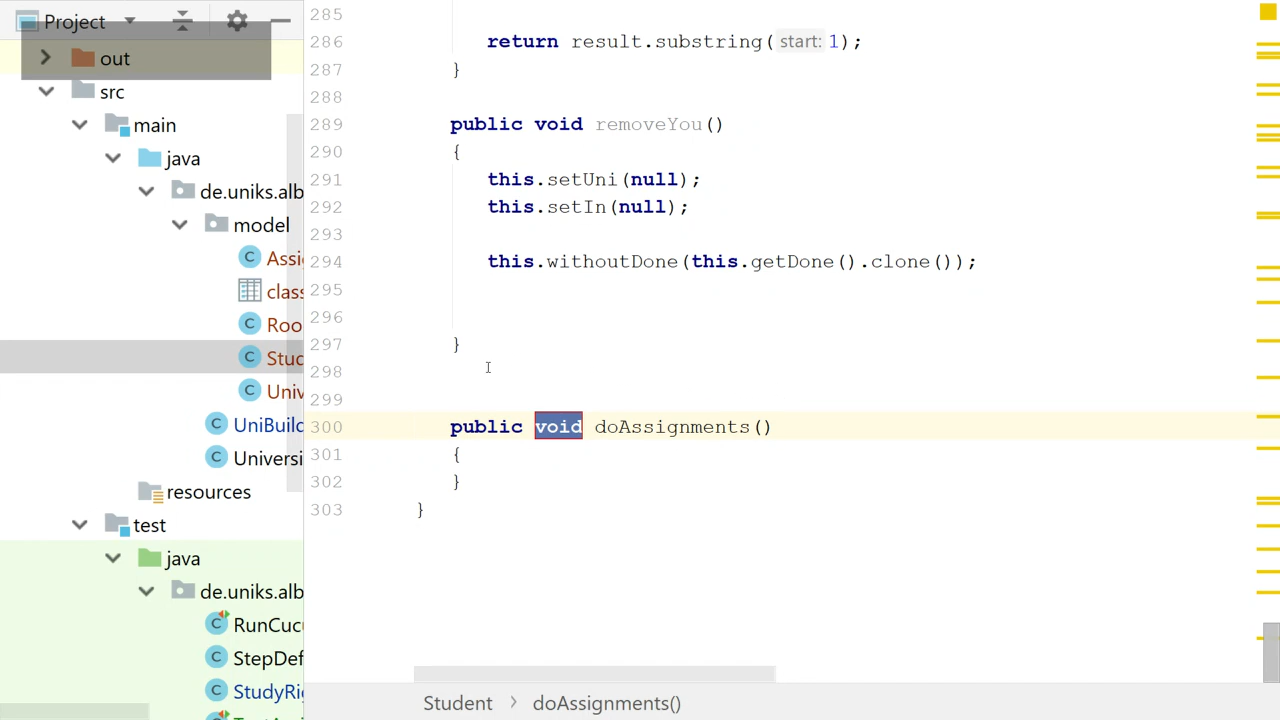 Project
out
src
main
java
de.uniks.alb
model
Assi
class
Roo
Stud
Univ
UniBuild
Universi
resources
test
java
de.uniks.alb
RunCucu
StepDef
StudyRig
285
286 return result.substring( start: 1);
287 }
288
289 public void removeYou()
290 {
291 this.setUni(null);
292 this.setIn(null);
293
294 this.withoutDone(this.getDone().clone());
295
296
297 }
298
299
300 public void doAssignments()
301 {
302 }
303 }
Student > doAssignments()